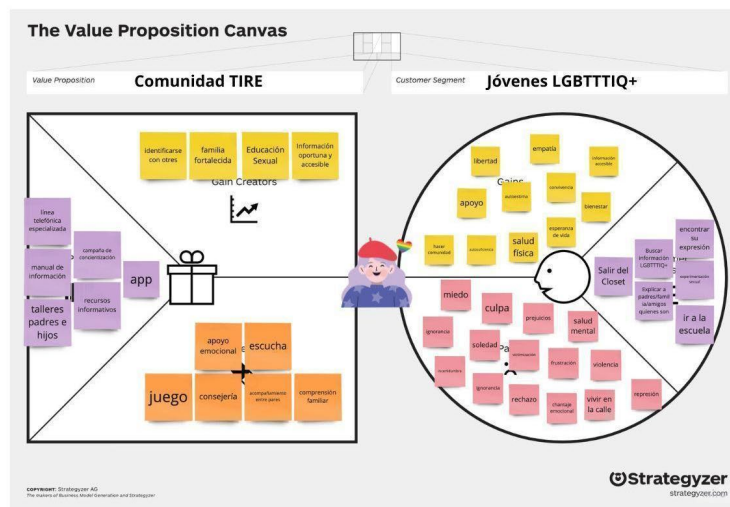 The Value Proposition Canvas
Value Proposition
Comunidad TIRE
Customer Segment
Jóvenes LGBTTTIQ+
identificarse
con otres
familia
fortalecida
Educación
Sexual
Información
oportuna y
accesible
Gain Creators
línea
telefónica
especializada
campaña de
concientización
manual de
información
app
recursos
informativos
talleres
padres e
hijos
apoyo
emocional
escucha
juego
consejería
acompañamiento
entre pares
comprensión
familiar
libertad
empatía
información
accesible
Gains
apoyo
autoestima
convivencia
bienestar
esperanza
de vida
hacer
comunidad
salud
física
Salir del
Closet
Buscar
información
LGBTTTIQ+
encontrar
su
expresión
experimentación
sexual
Explicar a
padres/famil
ia/amigos
quienes son
ir a la
escuela
miedo
culpa
prejuicios
salud
mental
ignorancia
soledad
Pa
frustración
violencia
incertidumbre
ignorancia
rechazo
chantaje
emocional
vivir en
la calle
represión
COPYRIGHT: Strategyzer AG
The makers of Business Model Generation and Strategyzer
Strategyzer
strategyzer.com